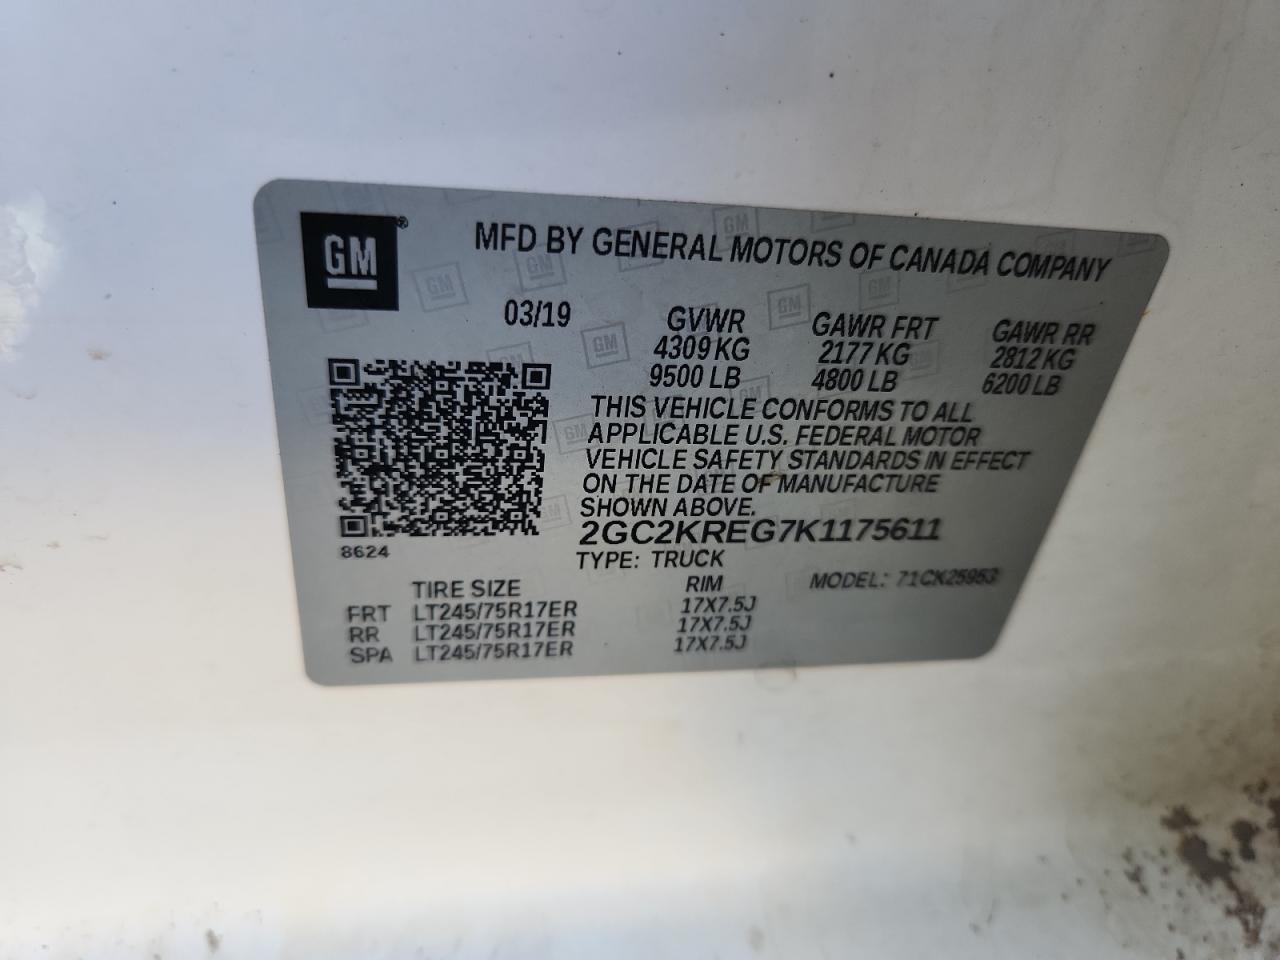 GM®
MFD BY GENERAL MOTORS OF CANADA COMPANY
03/19 GVWR GAWR FRT GAWR RR
4309 KG 2177 KG 2812 KG
9500 LB 4800 LB 6200 LB
THIS VEHICLE CONFORMS TO ALL
APPLICABLE U.S. FEDERAL MOTOR
VEHICLE SAFETY STANDARDS IN EFFECT
ON THE DATE OF MANUFACTURE
SHOWN ABOVE.
2GC2KREG7K1175611
8624
TYPE: TRUCK
TIRE SIZE RIM MODEL: 71CK25953
FRT LT245/75R17ER 17X7.5J
RR LT245/75R17ER 17X7.5J
SPA LT245/75R17ER 17X7.5J